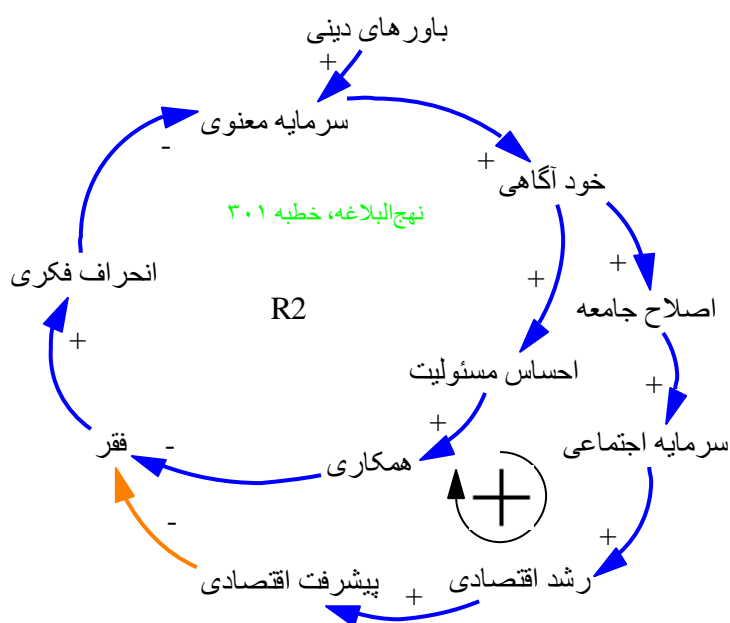 باورهای دینی
+
سرمایه معنوی
-
+
خود آگاهی
نهج‌البلاغه، خطبه ۳۰۱
+
+
انحراف فکری
R2
اصلاح جامعه
+
احساس مسئولیت
+
+
فقر
-
همکاری
سرمایه اجتماعی
-
+
پیشرفت اقتصادی
+
رشد اقتصادی